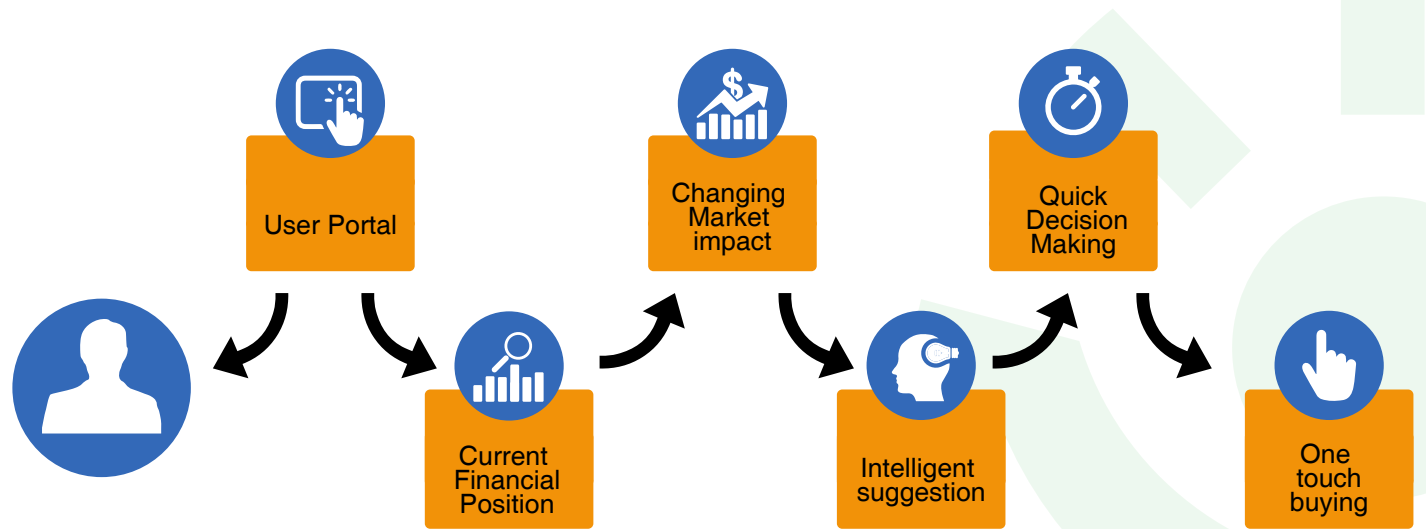 User Portal
Changing
Market
impact
Quick
Decision
Making
Current
Financial
Position
Intelligent
suggestion
One
touch
buying